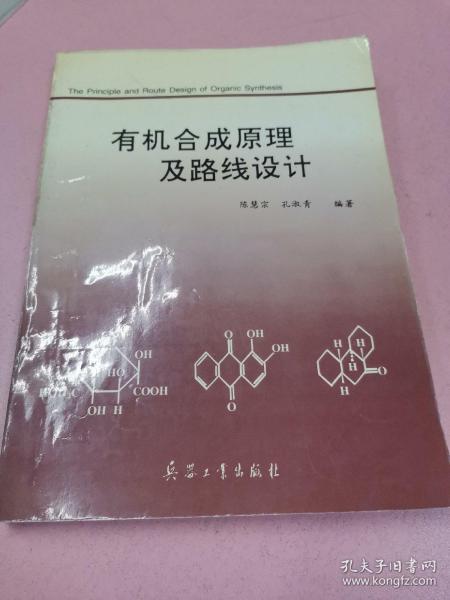 The Principle and Route Design of Organic Synthesis
有机合成原理
及路线设计
陈慧宗 孔淑青 编著
OH
HO
COOH
OH H
O OH
OH
O
H
H
H
O
兵器工业出版社
孔夫子旧书网
www.kongfz.com